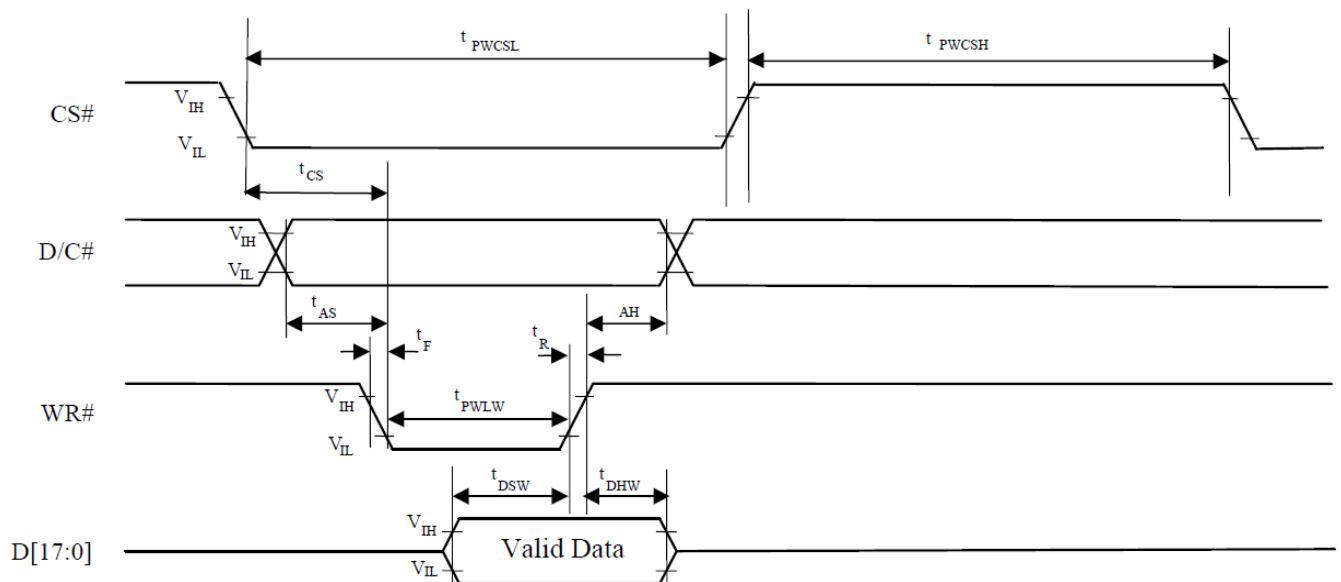 t PWCSL
t PWCSH
CS#
VIH
VIL
tCS
D/C#
VIH
VIL
tAS
AH
tF
tR
WR#
VIH
VIL
tPWLW
tDSW
tDHW
D[17:0]
VIH
VIL
Valid Data